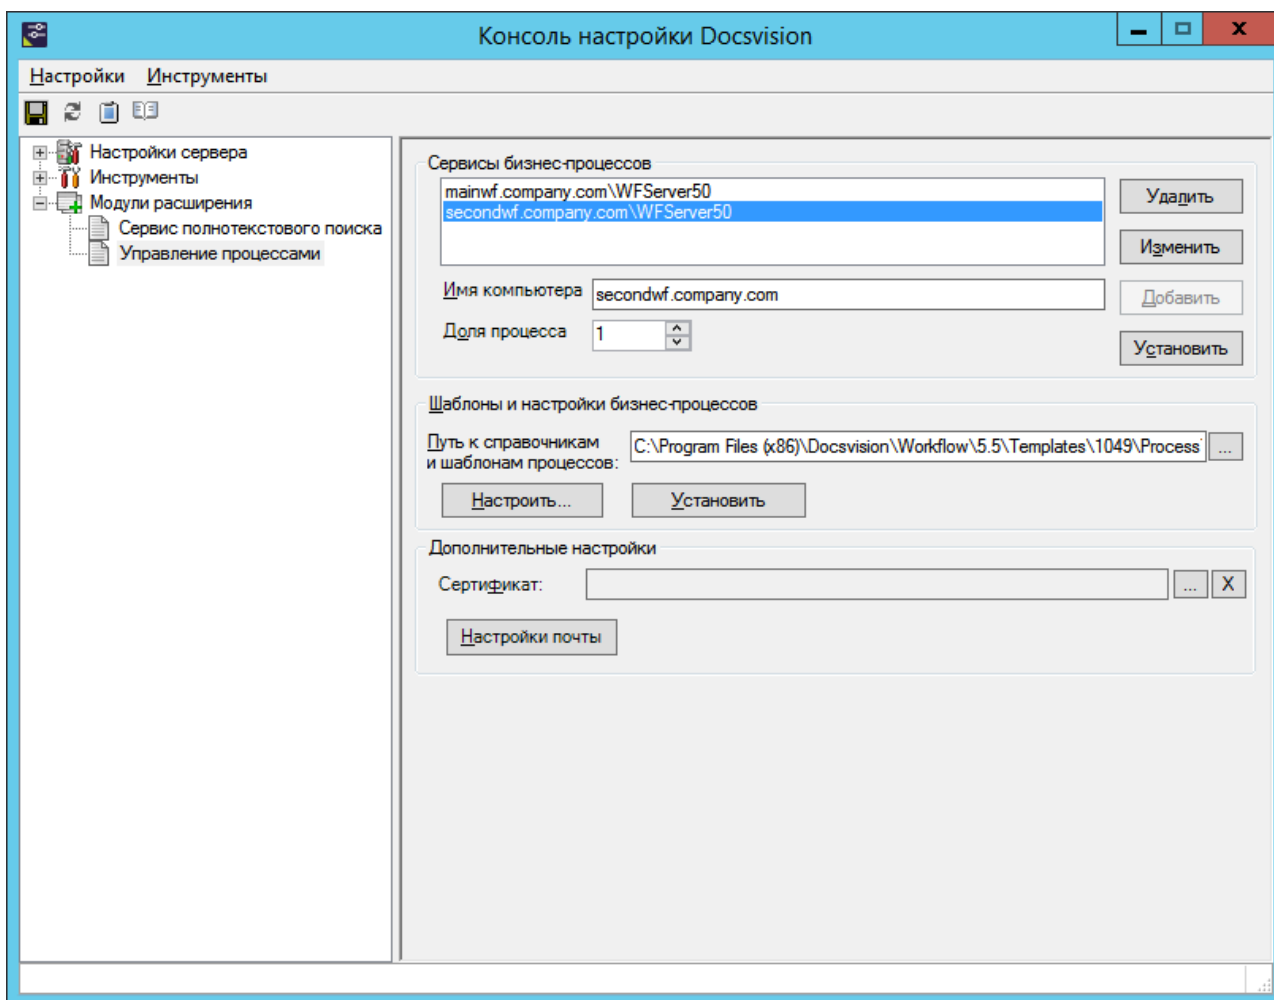 Консоль настройки Docsvision
Настройки Инструменты
Настройки сервера
Инструменты
Модули расширения
Сервис полнотекстового поиска
Управление процессами
Сервисы бизнес-процессов
mainwf.company.com\WFServer50
secondwf.company.com\WFServer50
Удалить
Изменить
Имя компьютера secondwf.company.com
Добавить
Доля процесса 1
Установить
Шаблоны и настройки бизнес-процессов
Путь к справочникам
и шаблонам процессов:
C:\Program Files (x86)\Docsvision\Workflow\5.5\Templates\1049\Process ...
Настроить... Установить
Дополнительные настройки
Сертификат: ... X
Настройки почты